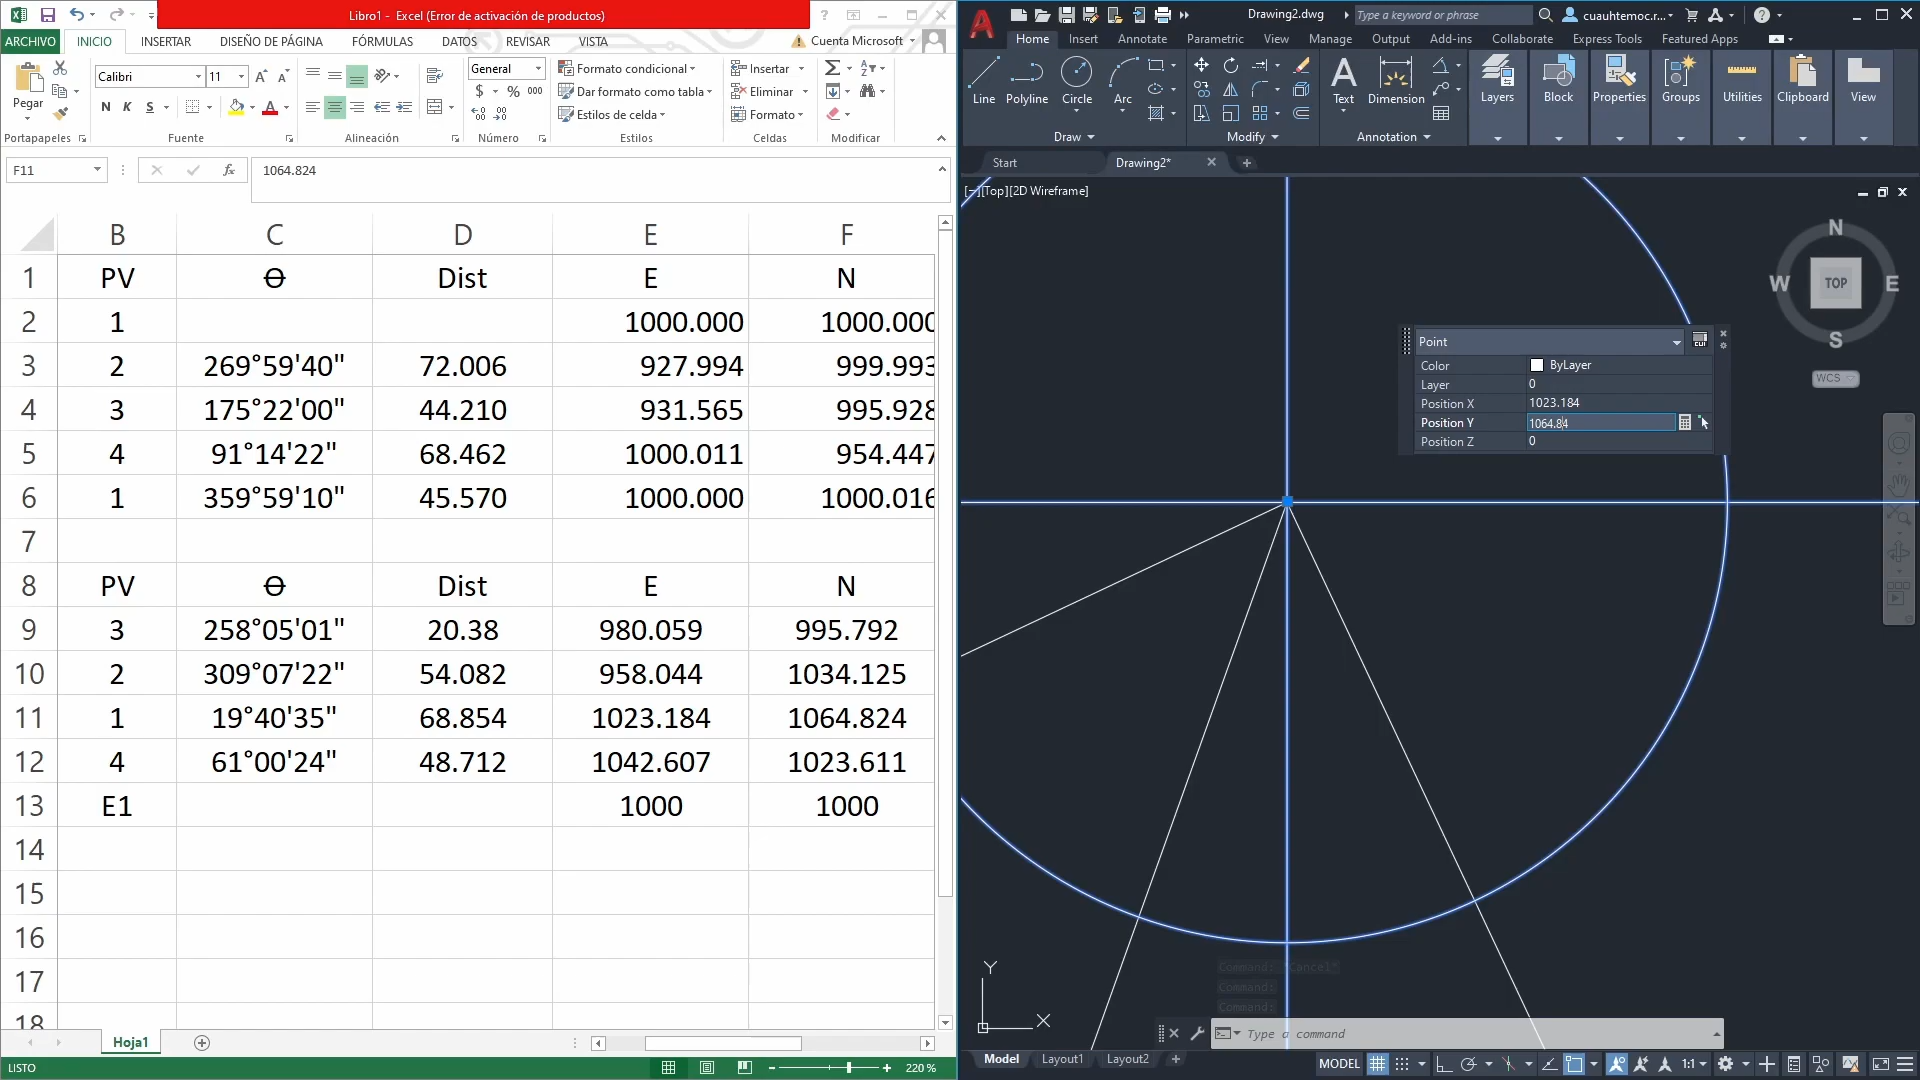 Libro1 - Excel (Error de activación de productos)
ARCHIVO INICIO INSERTAR DISEÑO DE PÁGINA FÓRMULAS DATOS REVISAR VISTA Cuenta Microsoft
Pegar
Calibri 11
N K S
General
$ % 000
Formato condicional
Dar formato como tabla
Estilos de celda
Insertar
Eliminar
Formato
Portapapeles Fuente Alineación Número Estilos Celdas Modificar
F11 fx 1064.824
B C D E F
1 PV Ɵ Dist E N
2 1 1000.000 1000.000
3 2 269°59'40" 72.006 927.994 999.993
4 3 175°22'00" 44.210 931.565 995.928
5 4 91°14'22" 68.462 1000.011 954.447
6 1 359°59'10" 45.570 1000.000 1000.016
7
8 PV Ɵ Dist E N
9 3 258°05'01" 20.38 980.059 995.792
10 2 309°07'22" 54.082 958.044 1034.125
11 1 19°40'35" 68.854 1023.184 1064.824
12 4 61°00'24" 48.712 1042.607 1023.611
13 E1 1000 1000
14
15
16
17
18
Hoja1
LISTO 220 %
Drawing2.dwg Type a keyword or phrase cuauhtemoc.r...
Home Insert Annotate Parametric View Manage Output Add-ins Collaborate Express Tools Featured Apps
Line Polyline Circle Arc Text Dimension Layers Block Properties Groups Utilities Clipboard View
Draw Modify Annotation
Start Drawing2*
[−][Top][2D Wireframe]
N
W TOP E
S
WCS
Point
Color ByLayer
Layer 0
Position X 1023.184
Position Y 1064.84
Position Z 0
Y
X
Command: *Cancel*
Command:
Command:
Type a command
Model Layout1 Layout2
MODEL 1:1